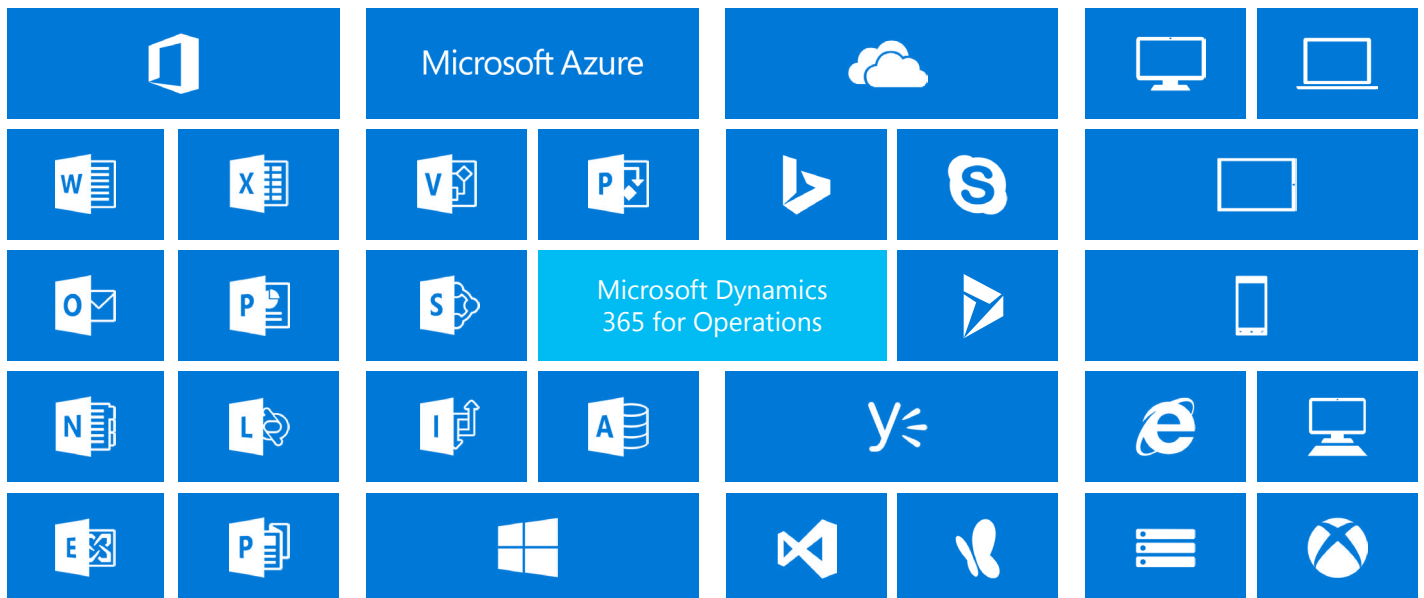 Microsoft Azure
W
X
V
P
S
O
P
S
Microsoft Dynamics
365 for Operations
N
L
I
A
y
e
E
P